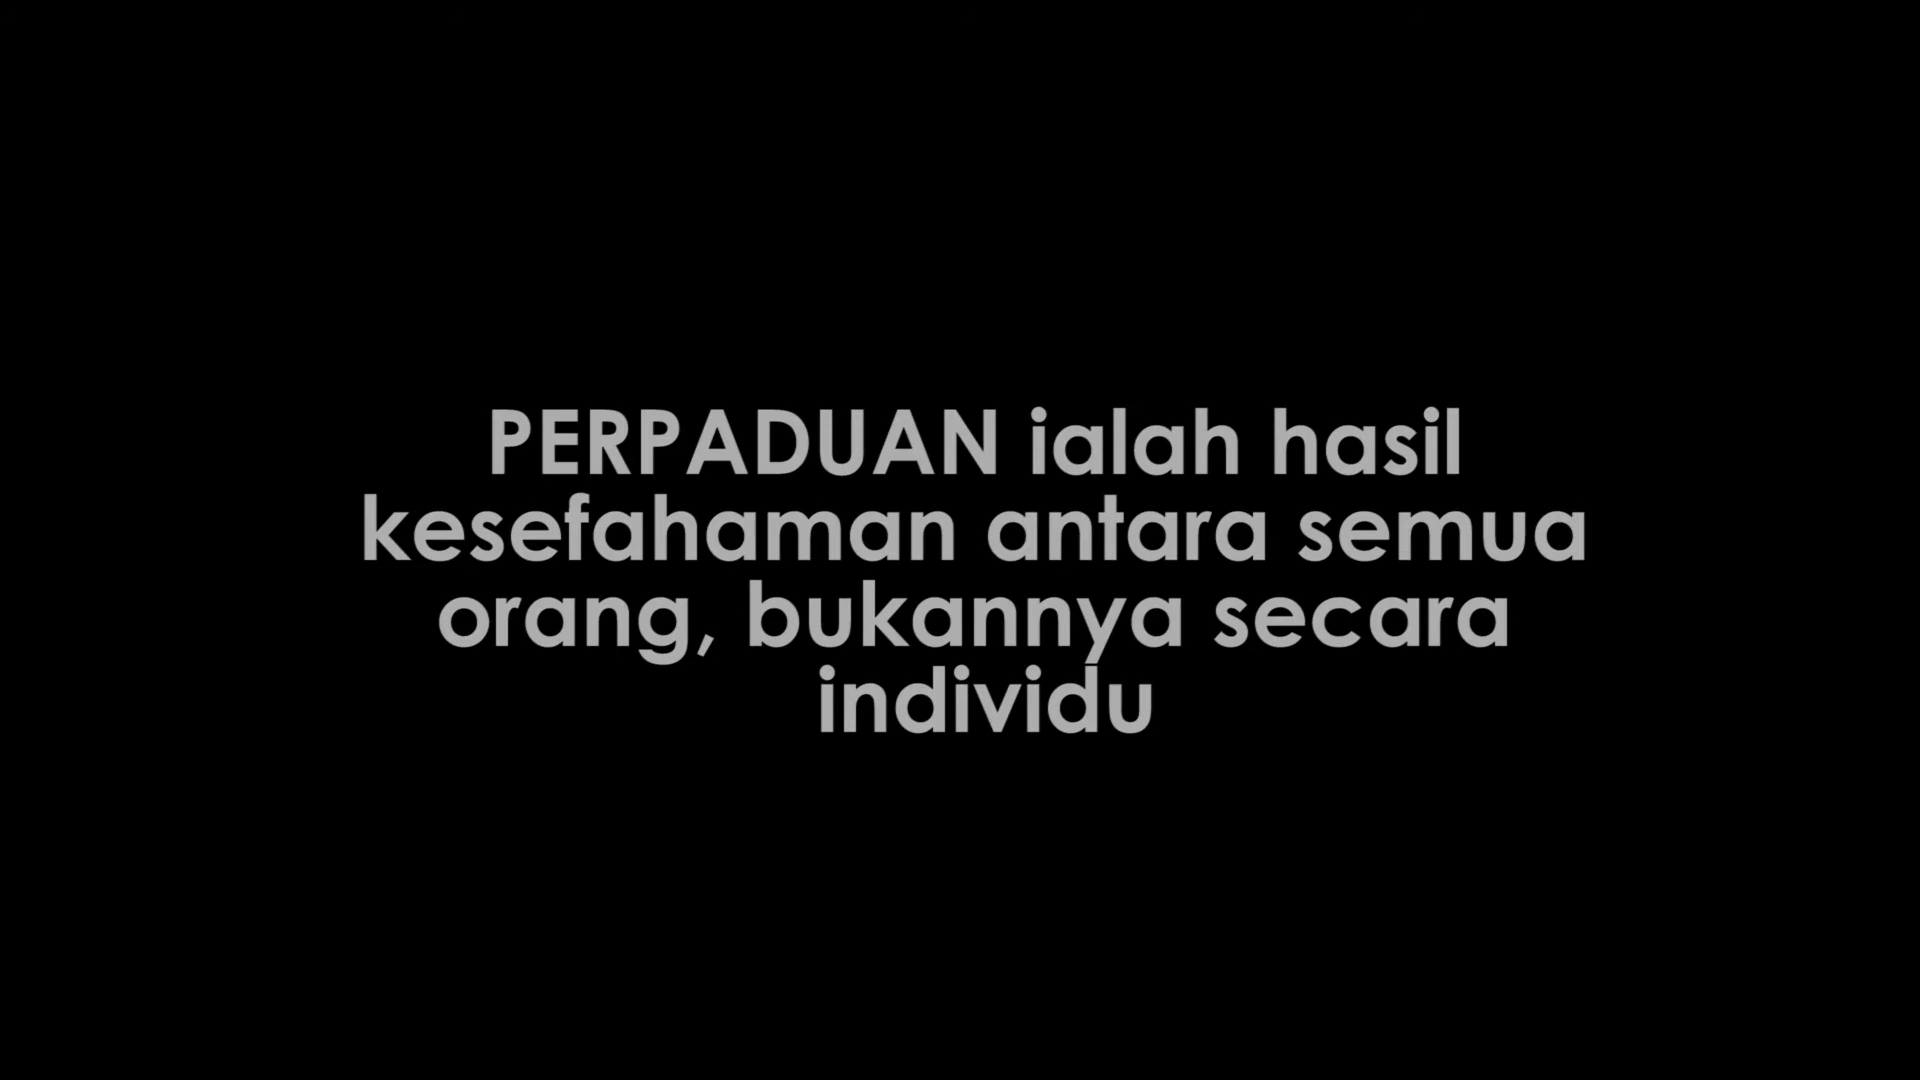 PERPADUAN ialah hasil
kesefahaman antara semua
orang, bukannya secara
individu